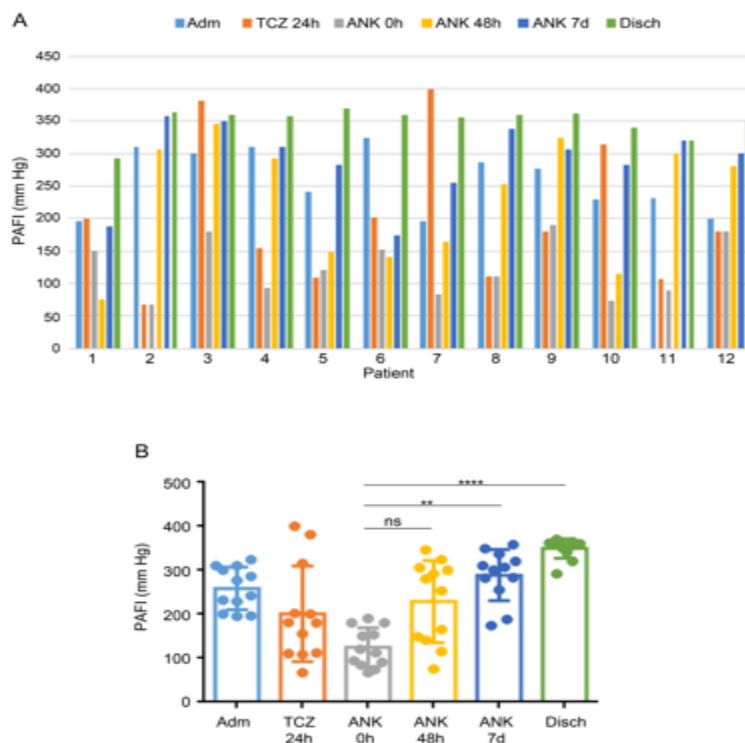 A
Adm TCZ 24h ANK 0h ANK 48h ANK 7d Disch
450
400
350
300
250
200
150
100
50
0
PAFI (mm Hg)
1 2 3 4 5 6 7 8 9 10 11 12
Patient
B
500
400
300
200
100
0
PAFI (mm Hg)
****
**
ns
Adm TCZ ANK ANK ANK Disch
24h 0h 48h 7d